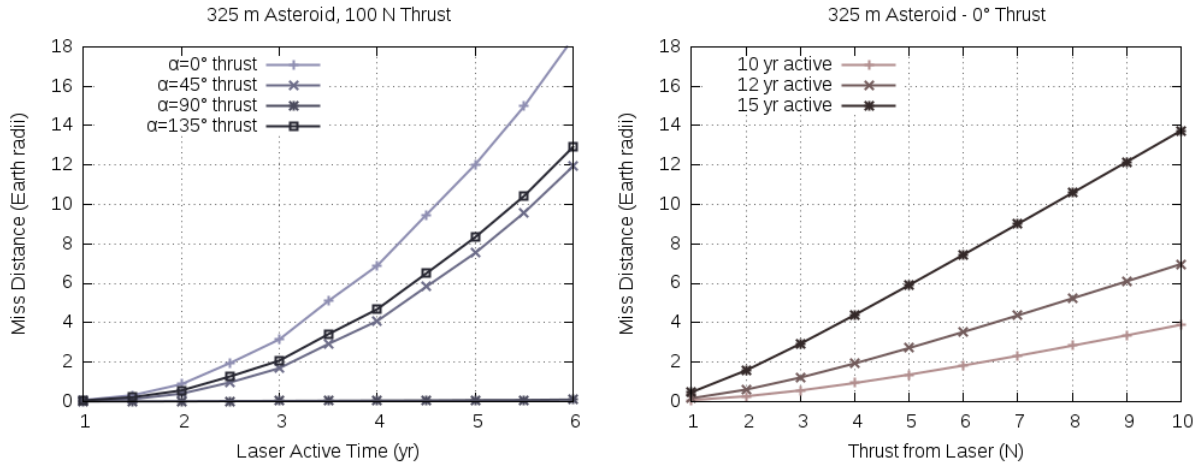 325 m Asteroid, 100 N Thrust
18
16
14
12
10
8
6
4
2
0
Miss Distance (Earth radii)
α=0° thrust
α=45° thrust
α=90° thrust
α=135° thrust
1
2
3
4
5
6
Laser Active Time (yr)
325 m Asteroid - 0° Thrust
18
16
14
12
10
8
6
4
2
0
Miss Distance (Earth radii)
10 yr active
12 yr active
15 yr active
1
2
3
4
5
6
7
8
9
10
Thrust from Laser (N)